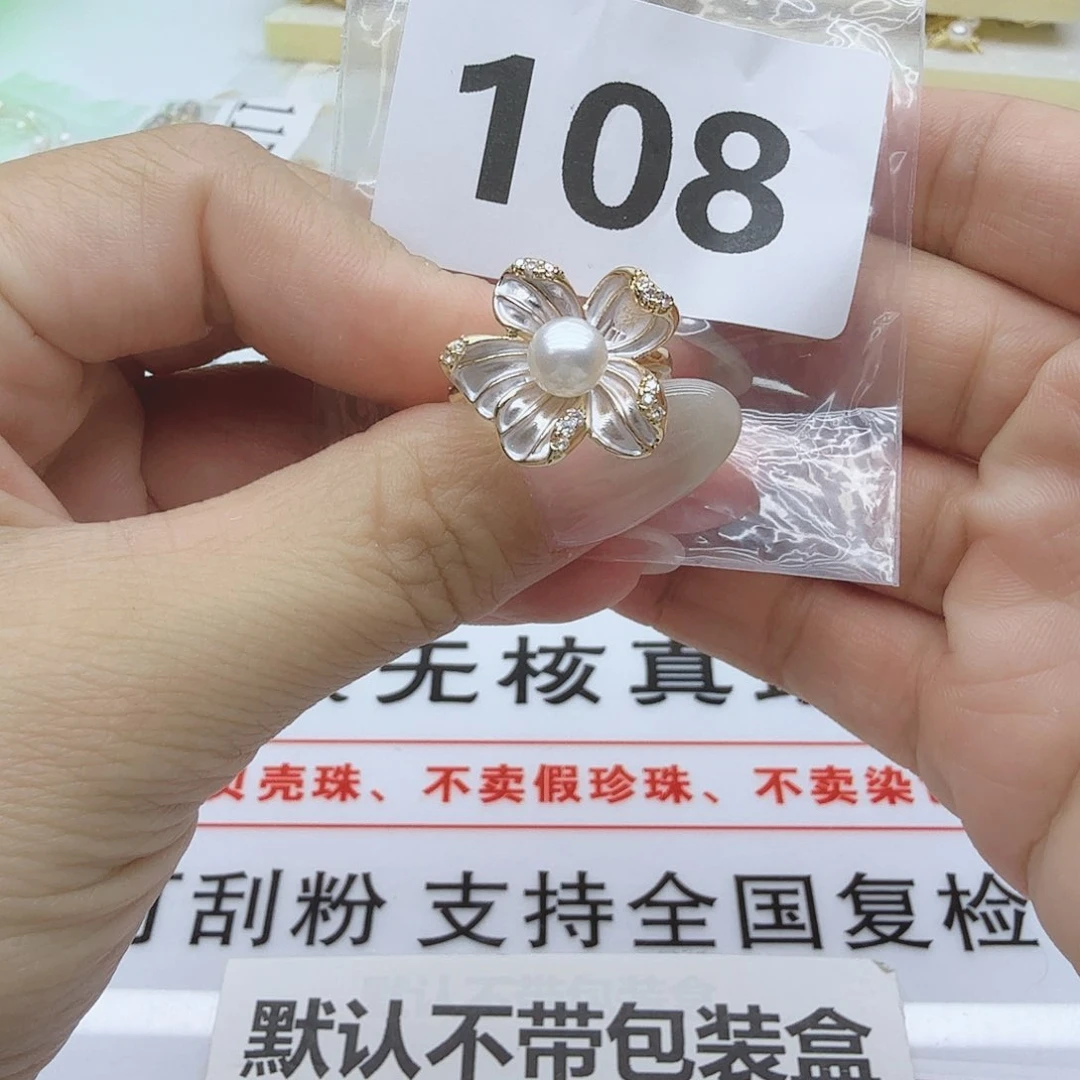 108
无核真
贝壳珠、不卖假珍珠、不卖染
可刮粉 支持全国复检
默认不带包装盒